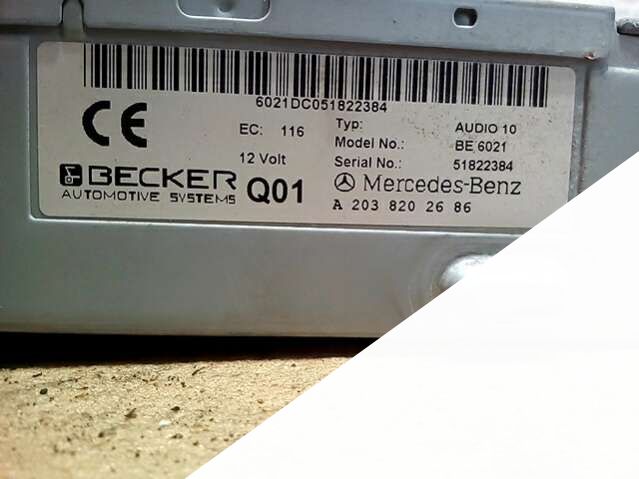 6021DC051822384
CE
EC: 116
12 Volt
Typ: AUDIO 10
Model No.: BE 6021
Serial No.: 51822384
BECKER
AUTOMOTIVE SYSTEMS
Q01
Mercedes-Benz
A 203 820 26 86